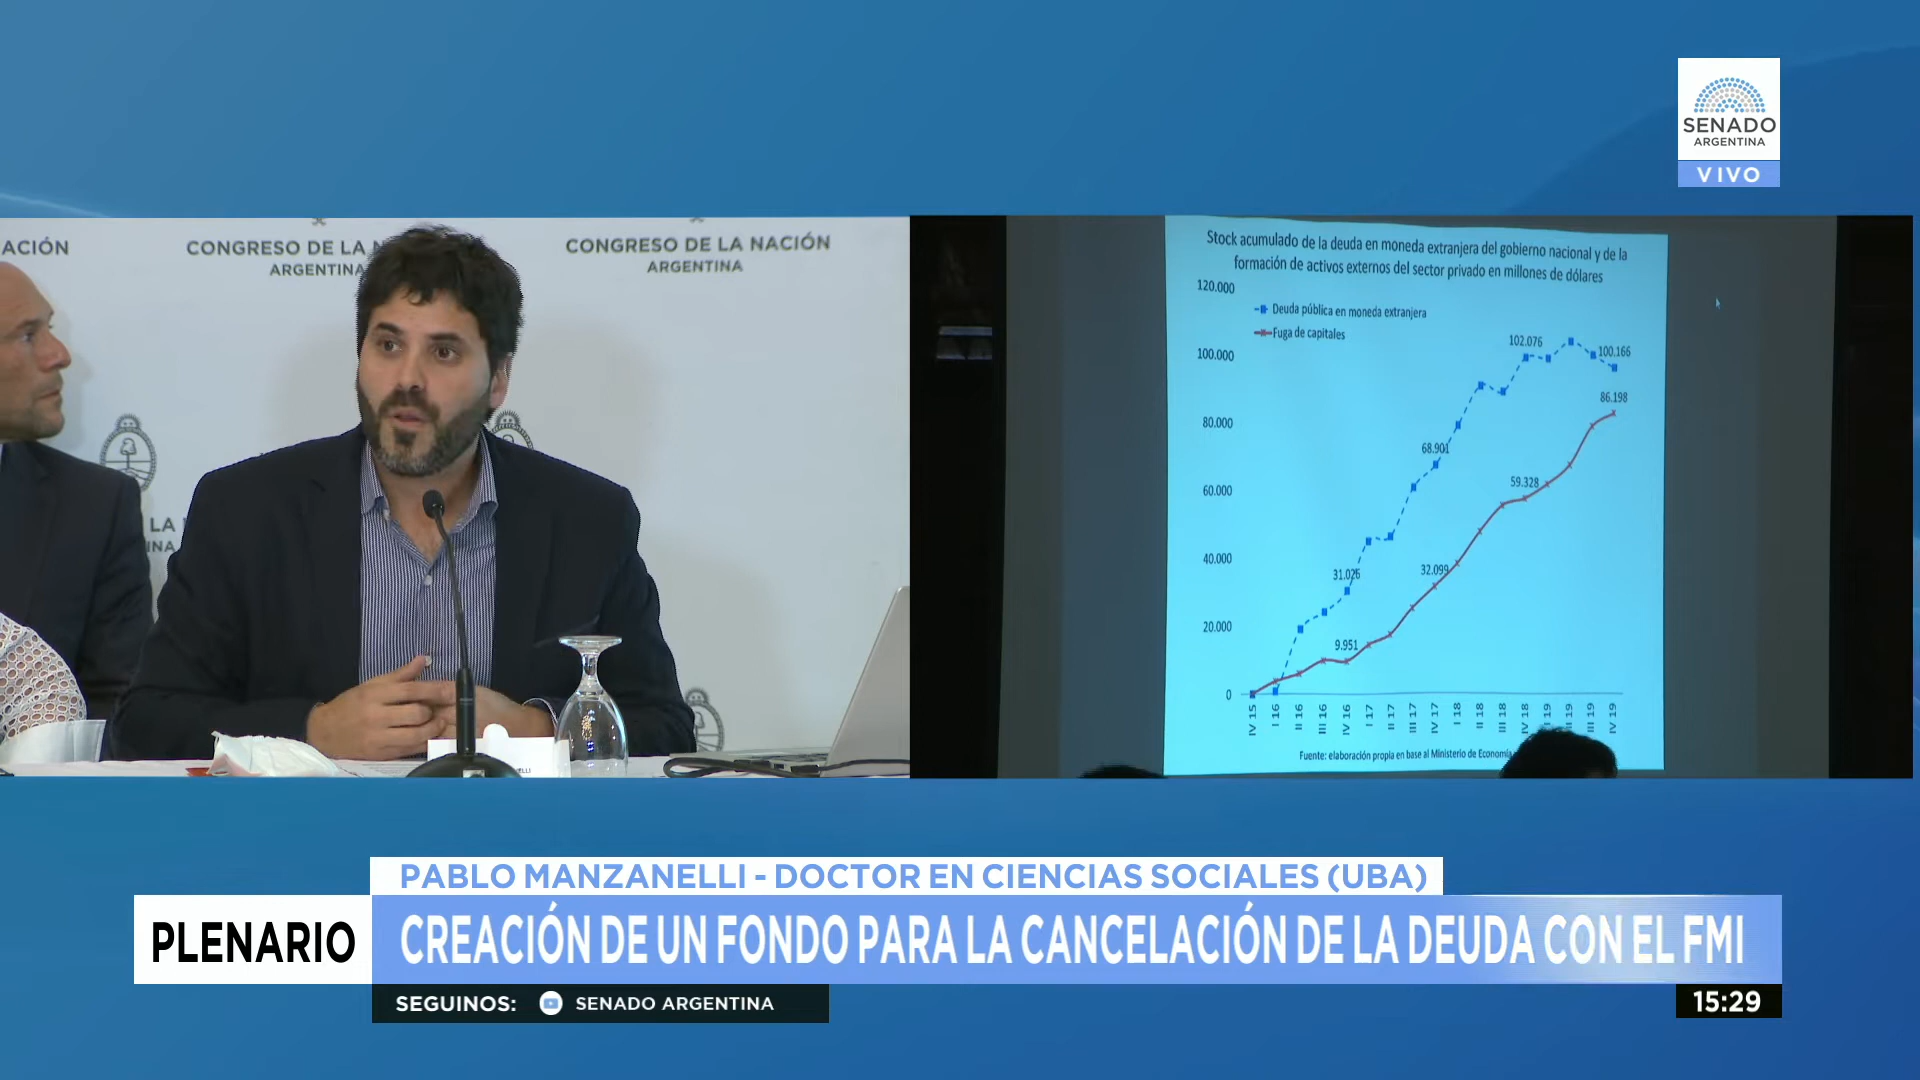 SENADO
ARGENTINA
VIVO
ACIÓN
CONGRESO DE LA N
ARGENTINA
CONGRESO DE LA NACIÓN
ARGENTINA
LA
INA
Stock acumulado de la deuda en moneda extranjera del gobierno nacional y de la
formación de activos externos del sector privado en millones de dólares
120.000
100.000
80.000
60.000
40.000
20.000
0
Deuda pública en moneda extranjera
Fuga de capitales
31.026
68.901
102.076
100.166
9.951
32.099
59.328
86.198
IV 15
I 16
II 16
III 16
IV 16
I 17
II 17
III 17
IV 17
I 18
II 18
III 18
IV 18
I 19
II 19
III 19
IV 19
Fuente: elaboración propia en base al Ministerio de Economía
PABLO MANZANELLI - DOCTOR EN CIENCIAS SOCIALES (UBA)
PLENARIO
CREACIÓN DE UN FONDO PARA LA CANCELACIÓN DE LA DEUDA CON EL FMI
SEGUINOS: SENADO ARGENTINA
15:29